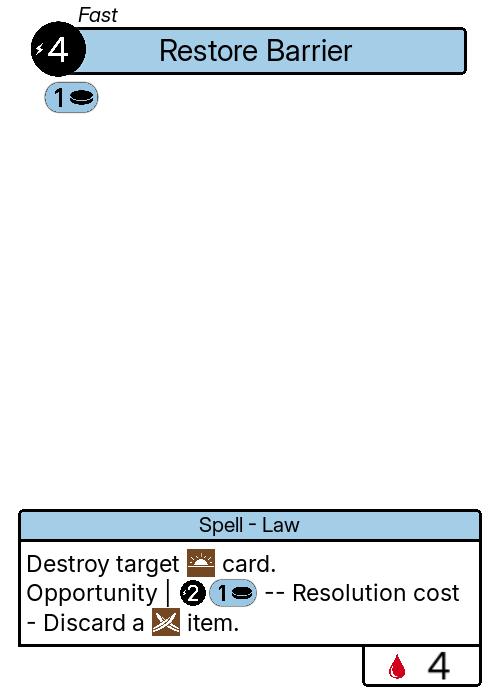 Fast
4 Restore Barrier
1
Spell - Law
Destroy target card.
Opportunity | 2 1 -- Resolution cost
- Discard a item.
4